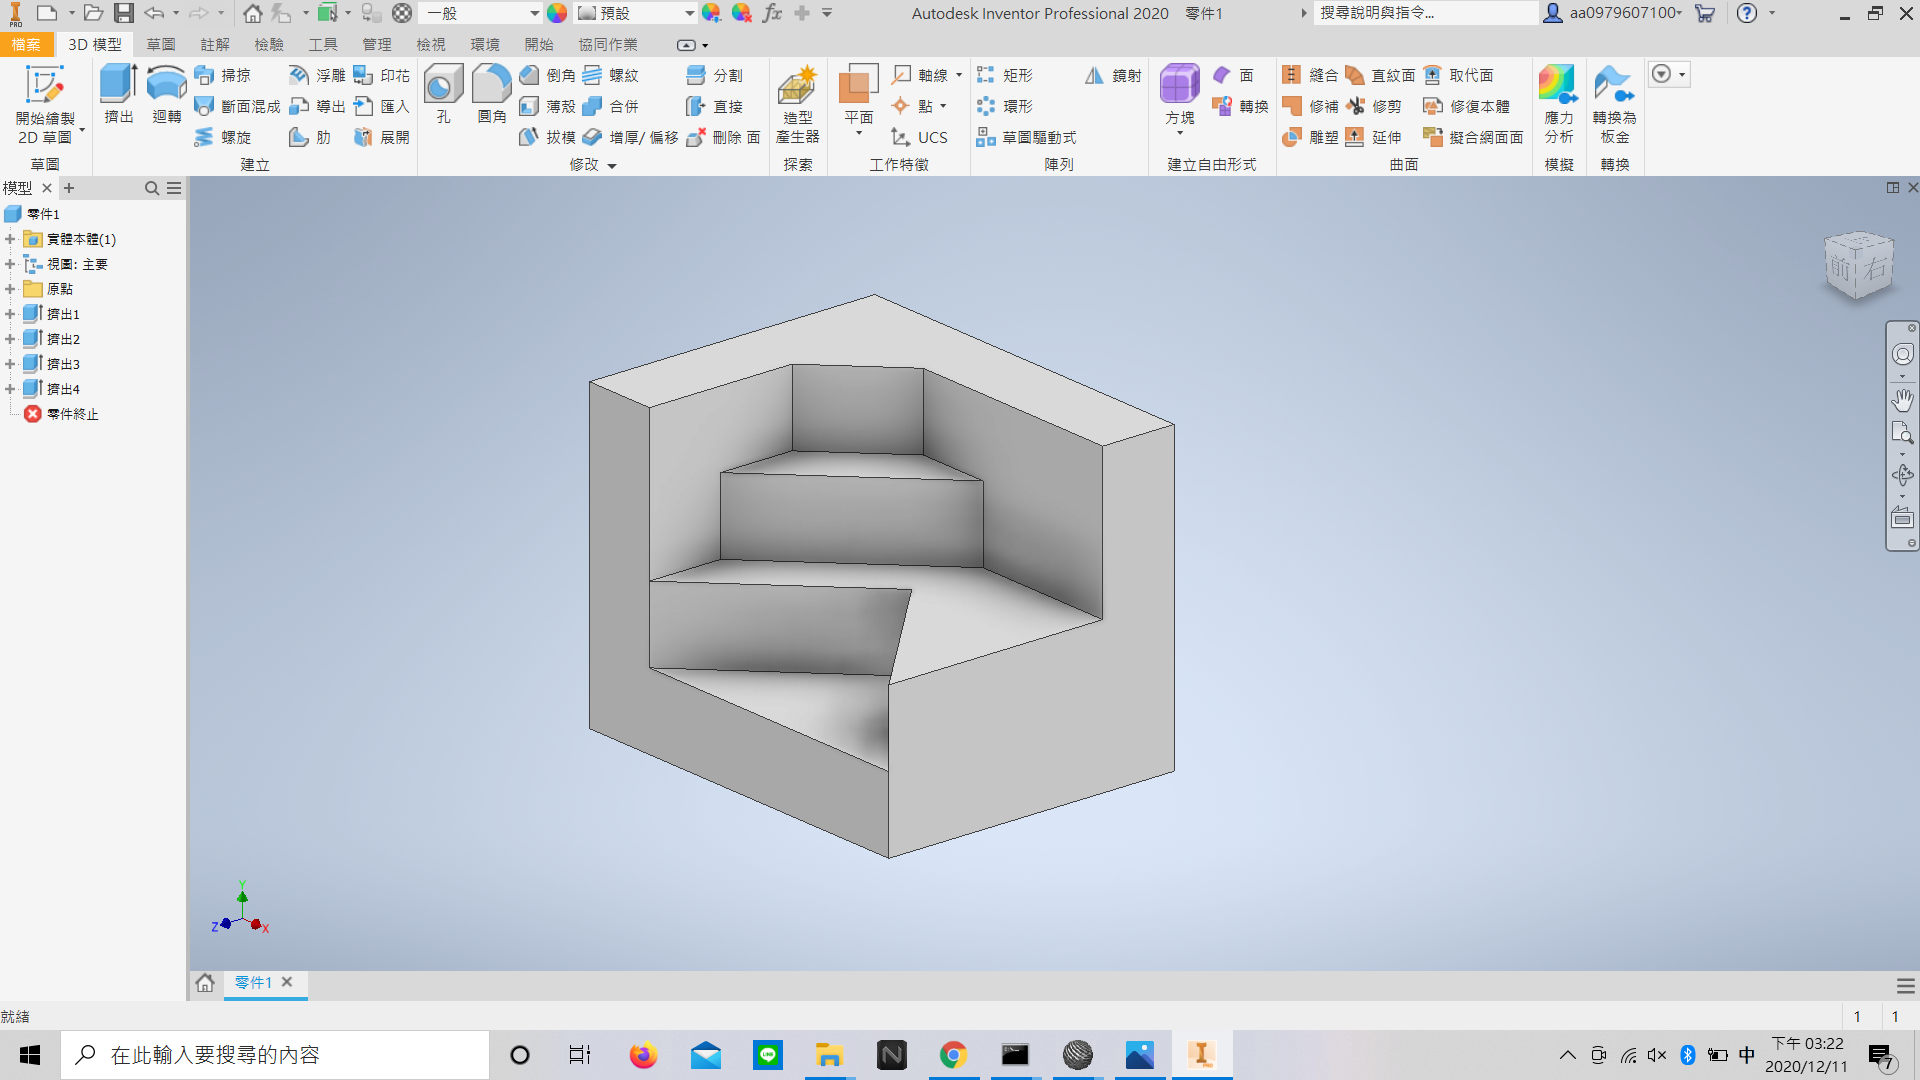 PRO
一般
預設
fx
Autodesk Inventor Professional 2020 零件1
搜尋說明與指令...
aa0979607100
檔案 3D 模型 草圖 註解 檢驗 工具 管理 檢視 環境 開始 協同作業
開始繪製
2D 草圖
草圖
擠出
迴轉
掃掠
斷面混成
螺旋
浮雕
導出
肋
印花
匯入
展開
建立
孔
圓角
倒角
薄殼
拔模
螺紋
合併
增厚/ 偏移
分割
直接
刪除 面
修改
造型
產生器
探索
平面
軸線
點
UCS
工作特徵
矩形
環形
草圖驅動式
鏡射
陣列
方塊
面
轉換
建立自由形式
縫合
修補
雕塑
直紋面
修剪
延伸
取代面
修復本體
擬合網面面
曲面
應力
分析
模擬
轉換為
板金
轉換
模型
零件1
實體本體(1)
視圖: 主要
原點
擠出1
擠出2
擠出3
擠出4
零件終止
前
右
Y
Z
X
零件1
就緒
1
1
在此輸入要搜尋的內容
LINE
N
I
PRO
中
下午 03:22
2020/12/11
7